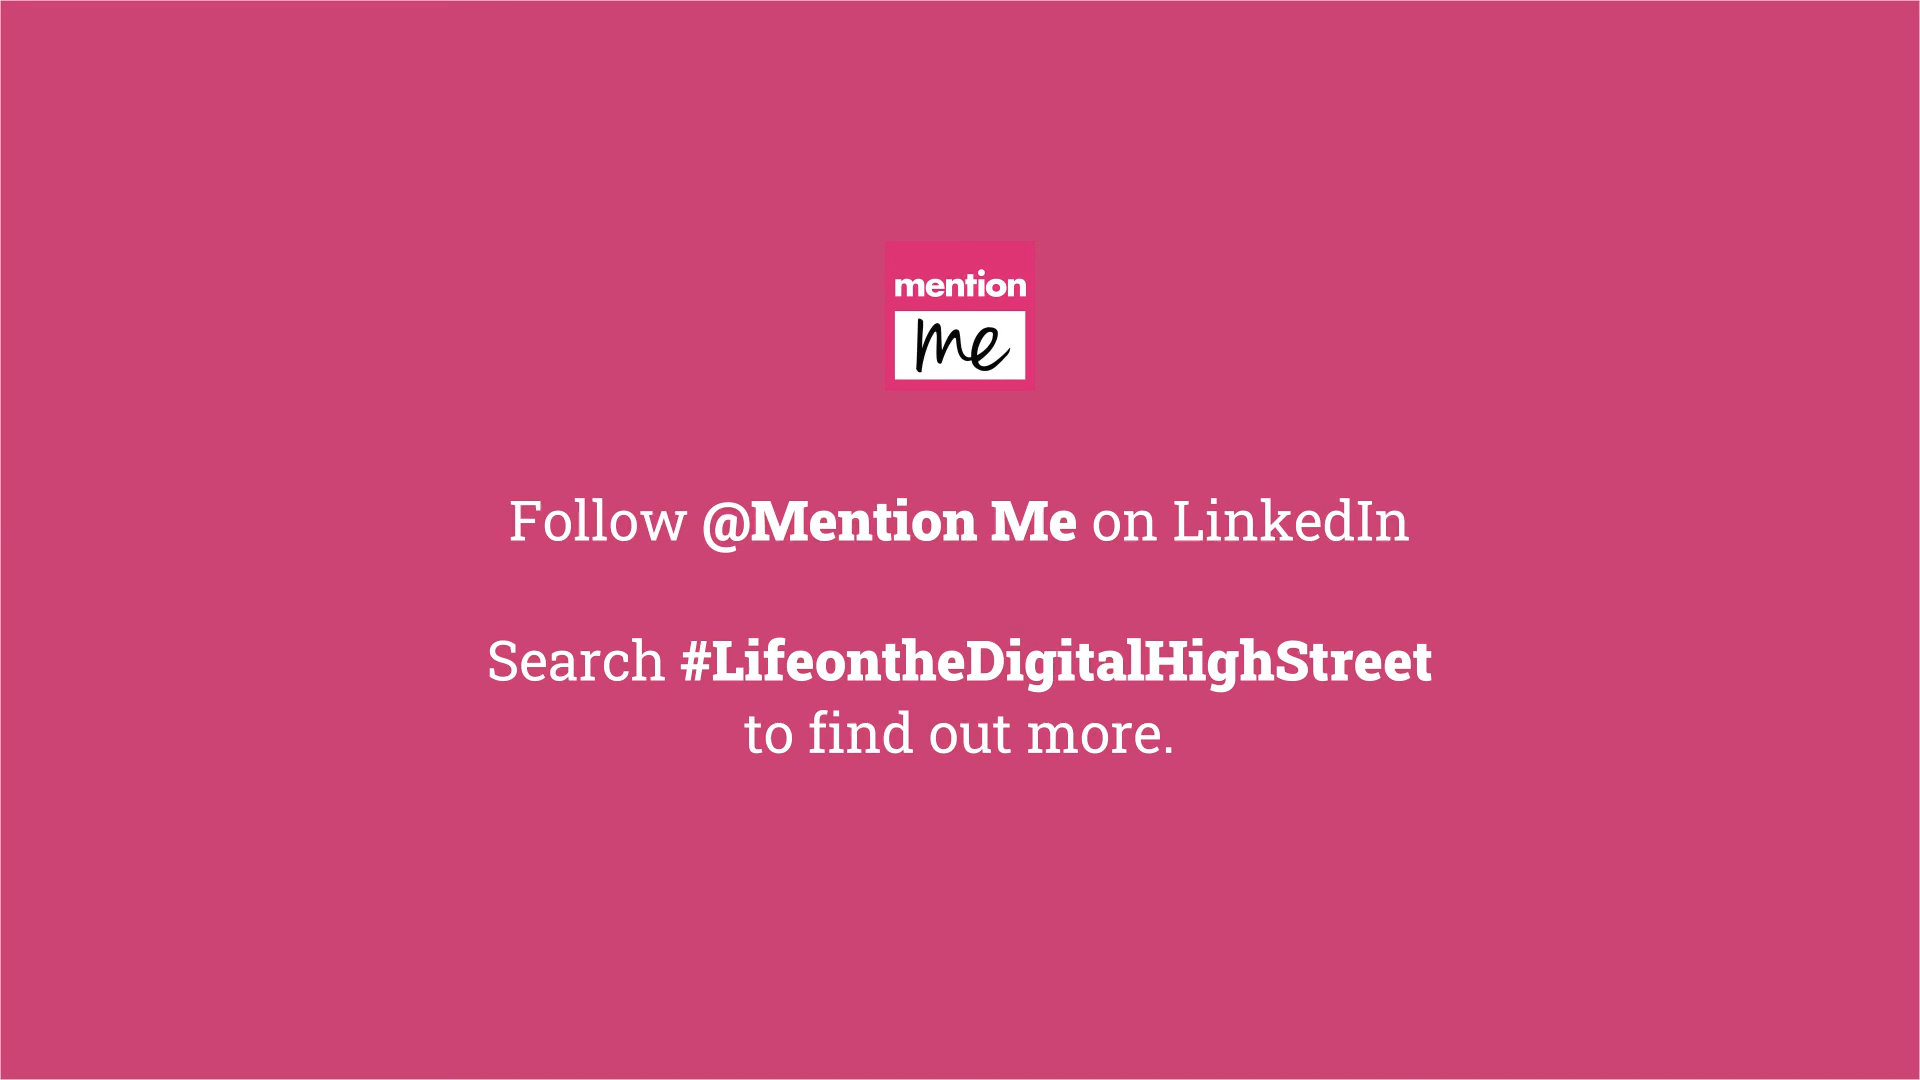 mention
me
Follow @Mention Me on LinkedIn
Search #LifeontheDigitalHighStreet
to find out more.